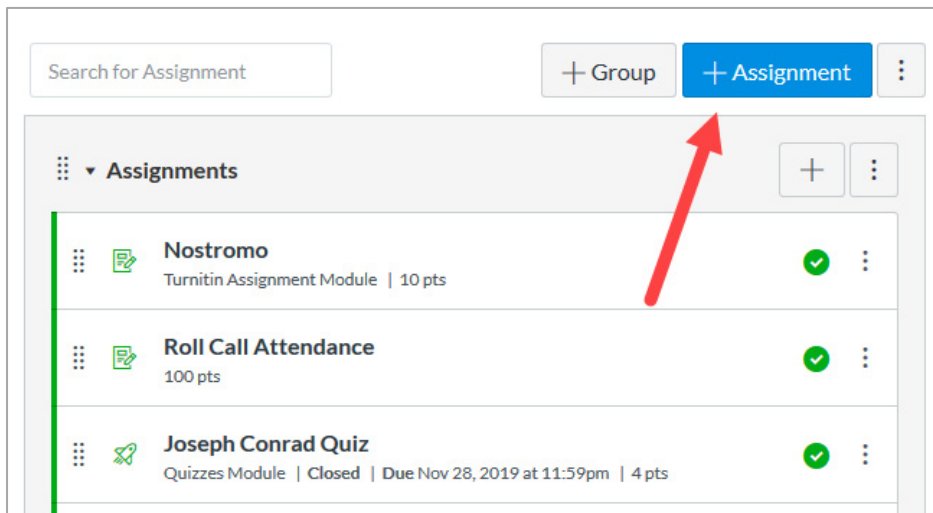 Search for Assignment
+ Group
+ Assignment
Assignments
Nostromo
Turnitin Assignment Module | 10 pts
Roll Call Attendance
100 pts
Joseph Conrad Quiz
Quizzes Module | Closed | Due Nov 28, 2019 at 11:59pm | 4 pts